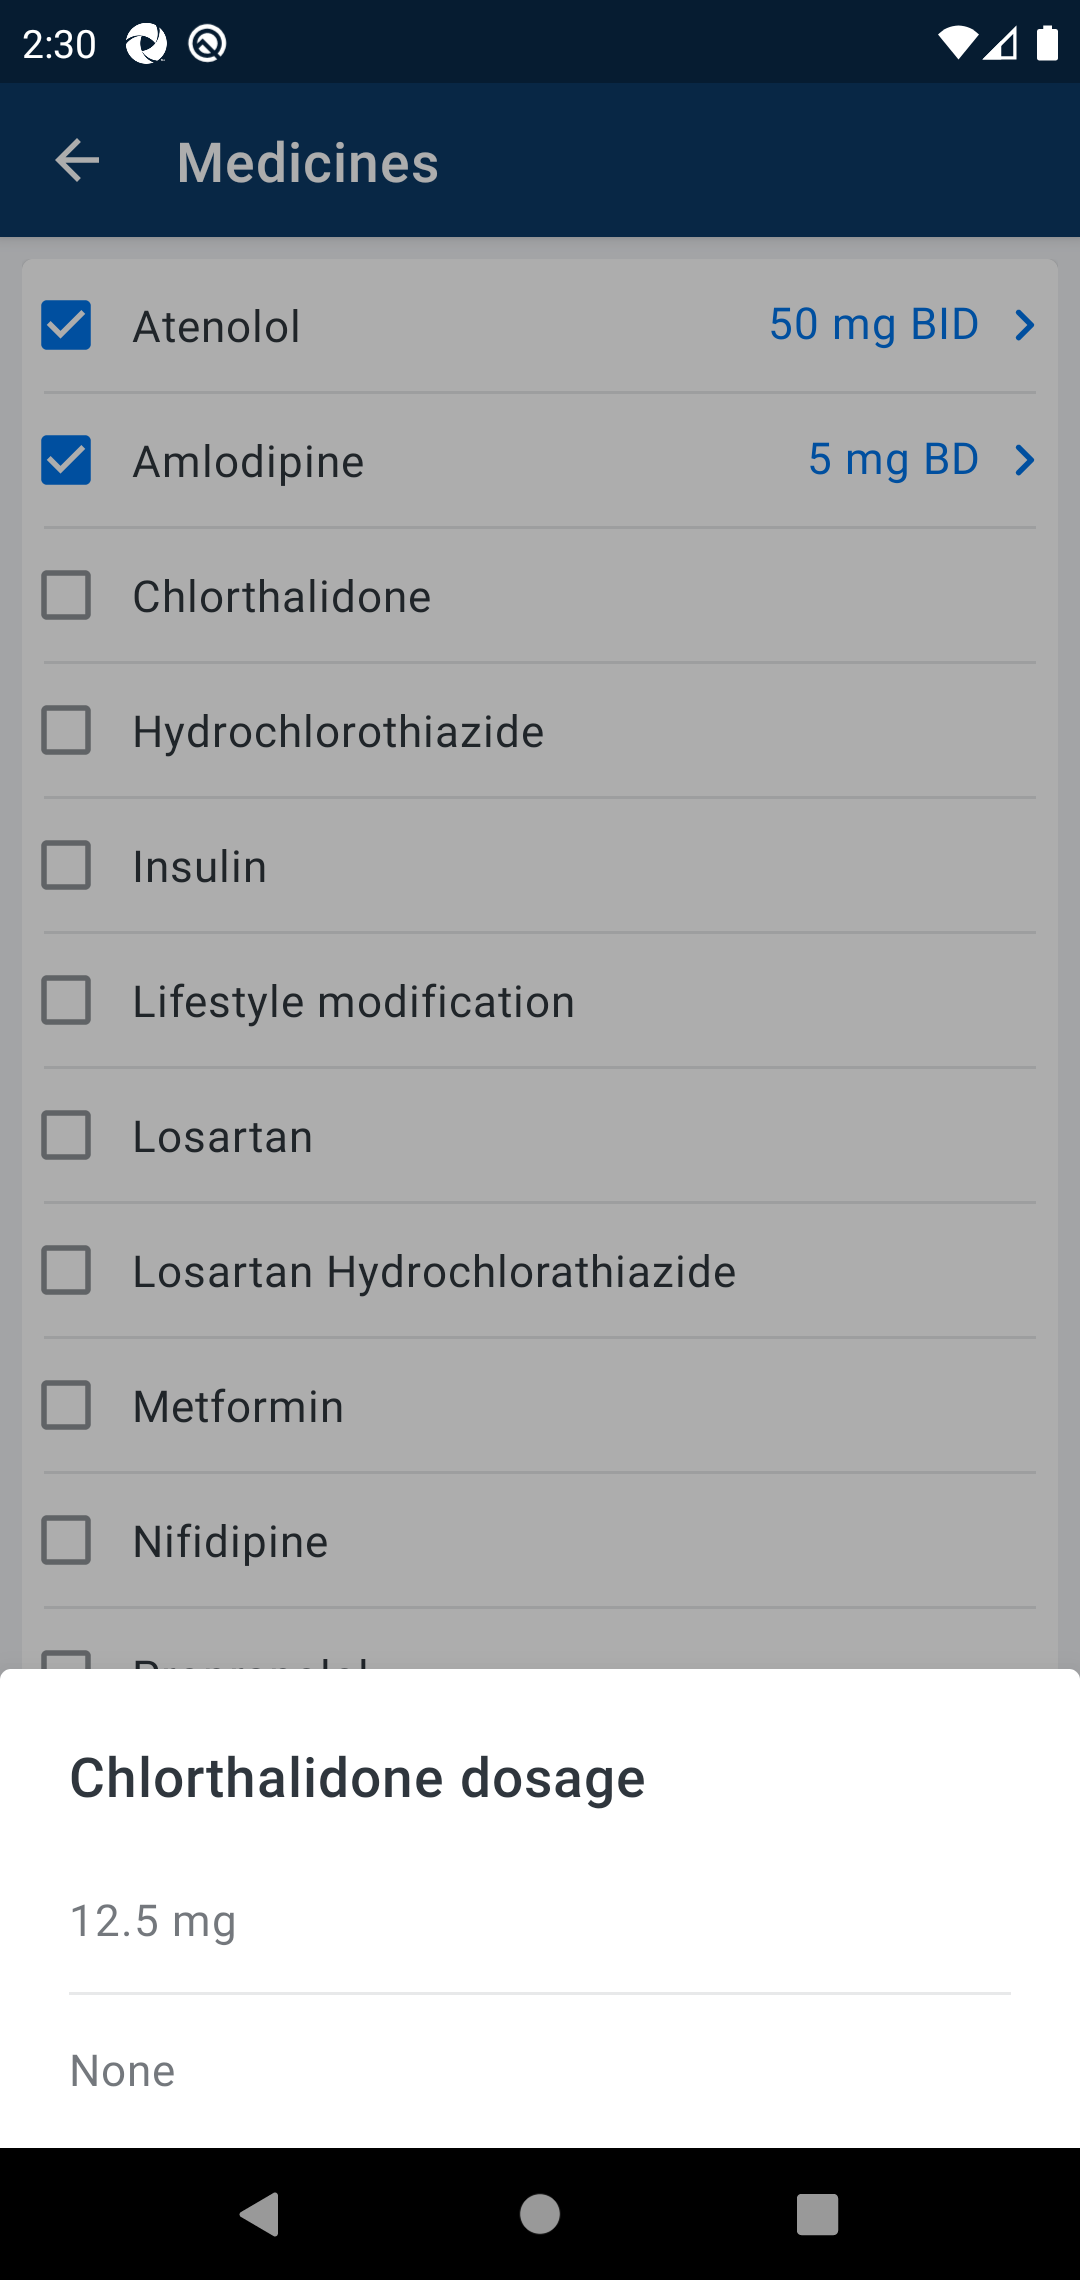 2:30
Medicines
Atenolol 50 mg BID
Amlodipine 5 mg BD
Chlorthalidone
Hydrochlorothiazide
Insulin
Lifestyle modification
Losartan
Losartan Hydrochlorathiazide
Metformin
Nifidipine
Chlorthalidone dosage
12.5 mg
None